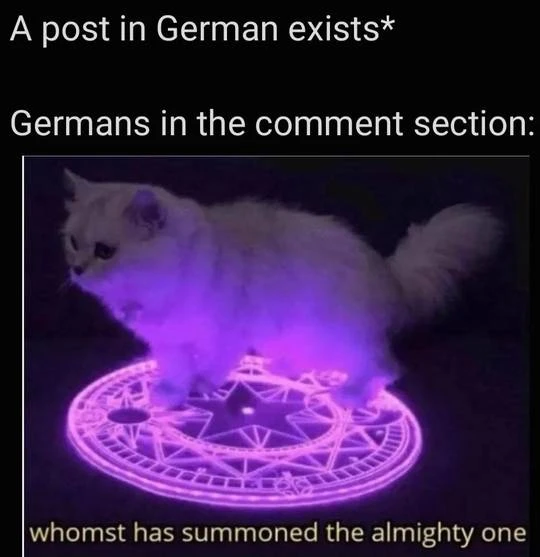 A post in German exists*
Germans in the comment section:
whomst has summoned the almighty one